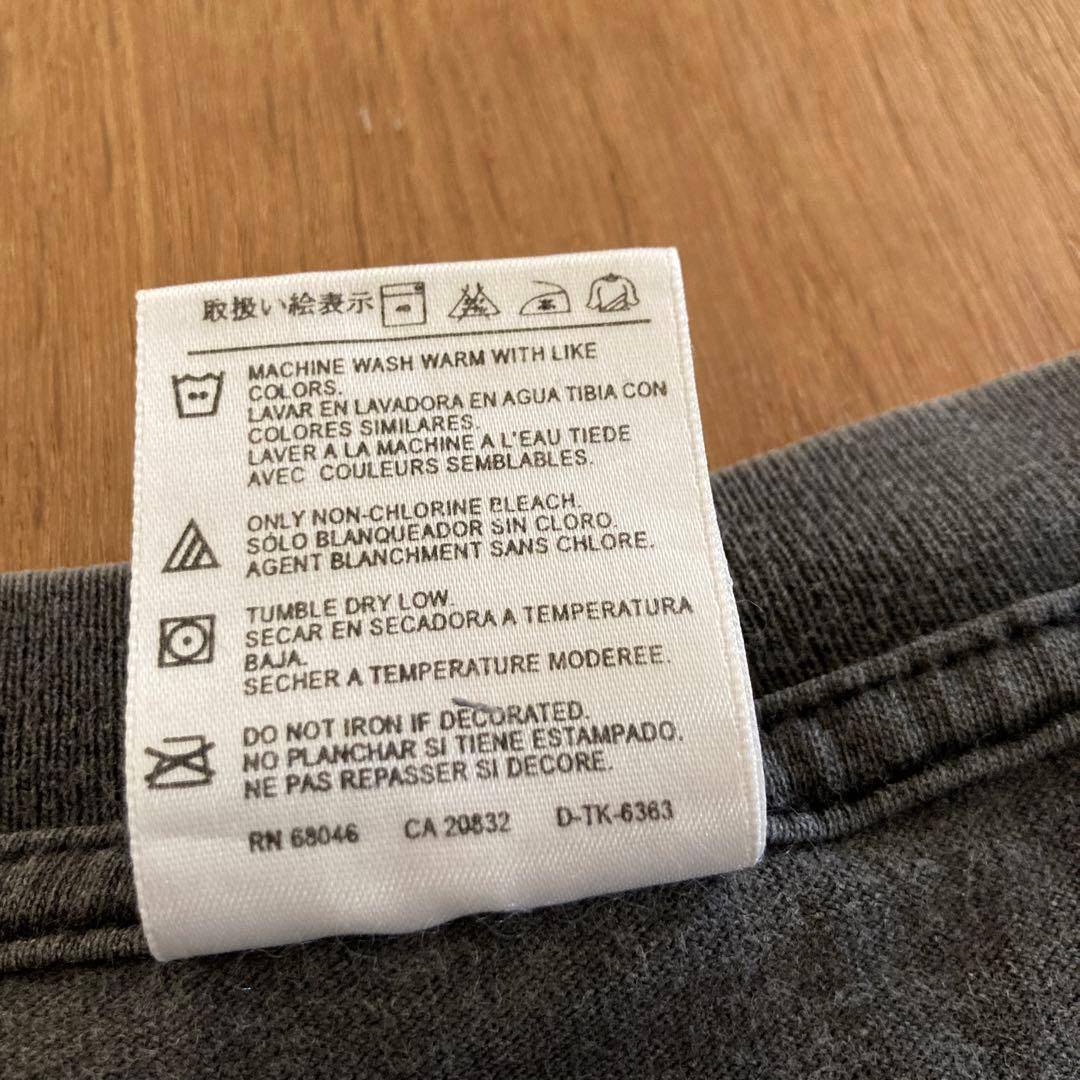 取扱い絵表示
MACHINE WASH WARM WITH LIKE
COLORS.
LAVAR EN LAVADORA EN AGUA TIBIA CON
COLORES SIMILARES.
LAVER A LA MACHINE A L'EAU TIEDE
AVEC COULEURS SEMBLABLES.
ONLY NON-CHLORINE BLEACH.
SÓLO BLANQUEADOR SIN CLORO.
AGENT BLANCHMENT SANS CHLORE.
TUMBLE DRY LOW.
SECAR EN SECADORA A TEMPERATURA
BAJA.
SECHER A TEMPERATURE MODEREE.
DO NOT IRON IF DECORATED.
NO PLANCHAR SI TIENE ESTAMPADO.
NE PAS REPASSER SI DECORE.
RN 68046 CA 20832 D-TK-6363